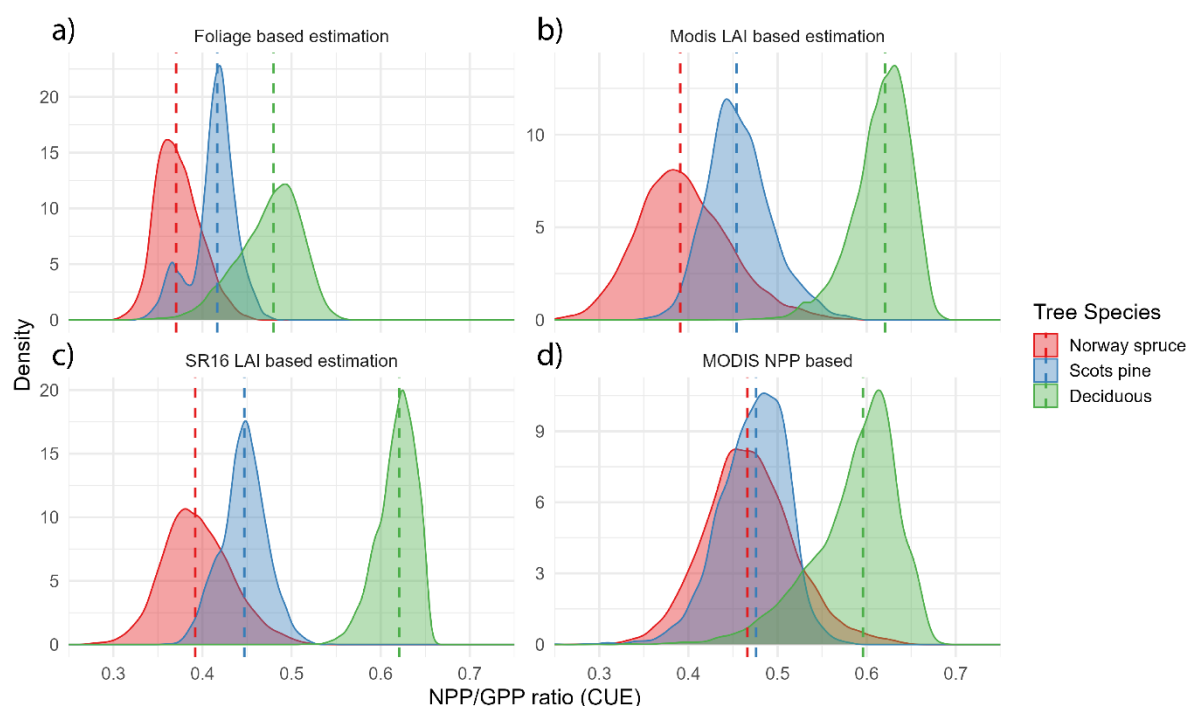 a)
Foliage based estimation
20
15
10
5
0
b)
Modis LAI based estimation
10
5
0
Density
c)
SR16 LAI based estimation
20
15
10
5
0
0.3 0.4 0.5 0.6 0.7
d)
MODIS NPP based
9
6
3
0
0.3 0.4 0.5 0.6 0.7
NPP/GPP ratio (CUE)
Tree Species
Norway spruce
Scots pine
Deciduous